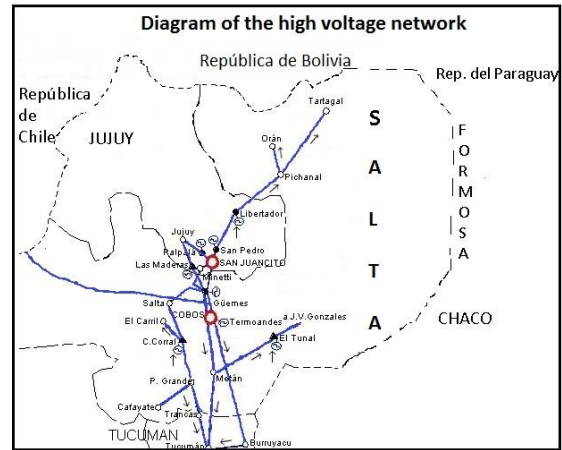 Diagram of the high voltage network
República de Bolivia
Rep. del Paraguay
República
de
Chile
JUJUY
Tartagal
Orán
Pichanal
S
A
L
T
A
F
O
R
M
O
S
A
Libertador
Jujuy
Palpalá
San Pedro
Las Maderas
SAN JUANCITO
Minetti
Salta
Güemes
COBOS
Termoandes
a J.V.Gonzales
El Carril
El Tunal
CHACO
C.Corral
Metán
P. Grandes
Cafayate
Trancas
TUCUMAN
Tucumán
Burruyacu